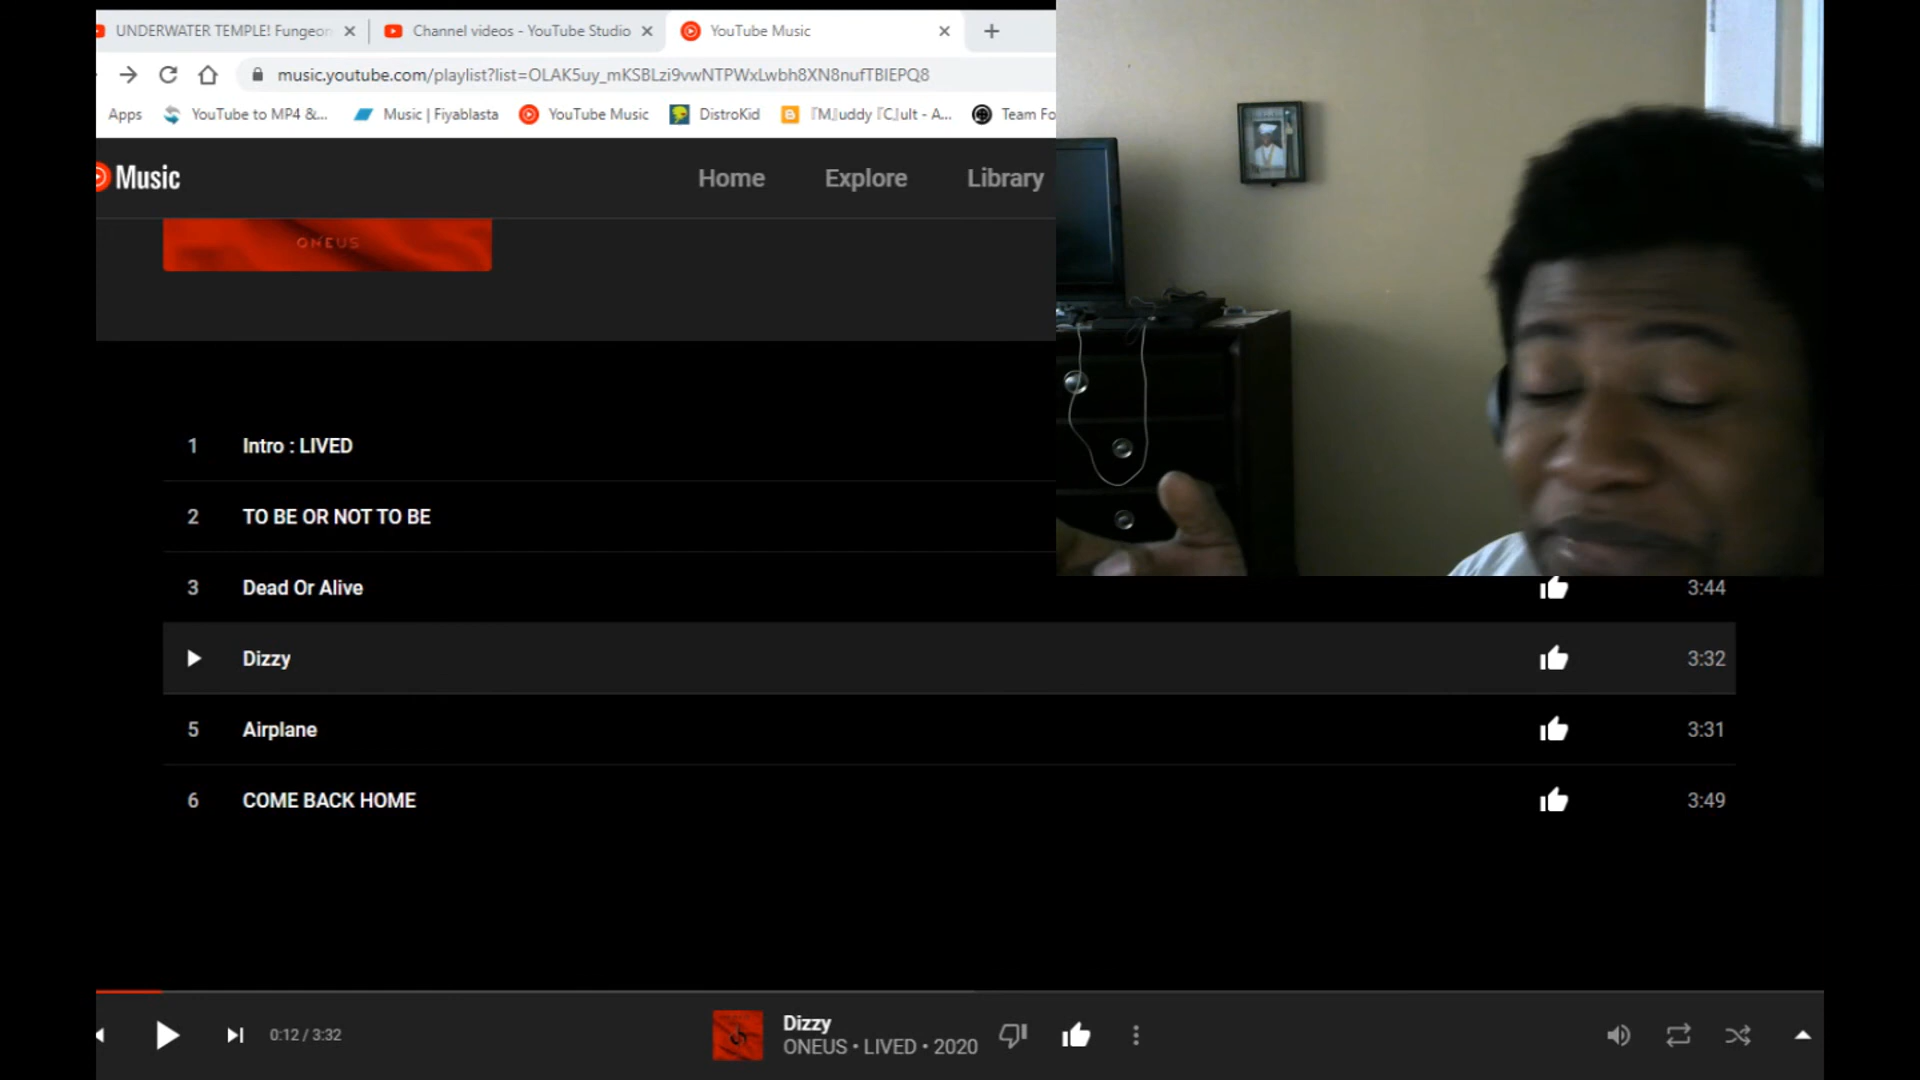 UNDERWATER TEMPLE! Fungeon
Channel videos - YouTube Studio
YouTube Music
music.youtube.com/playlist?list=OLAK5uy_mKSBLzi9vwNTPWxLwbh8XN8nufTBIEPQ8
Apps
YouTube to MP4 &...
Music | Fiyablasta
YouTube Music
DistroKid
『M』uddy 『C』ult - A...
Team Fo
Music
Home
Explore
Library
ONEUS
1 Intro : LIVED
2 TO BE OR NOT TO BE
3 Dead Or Alive 3:44
Dizzy 3:32
5 Airplane 3:31
6 COME BACK HOME 3:49
0:12 / 3:32
Dizzy
ONEUS • LIVED • 2020